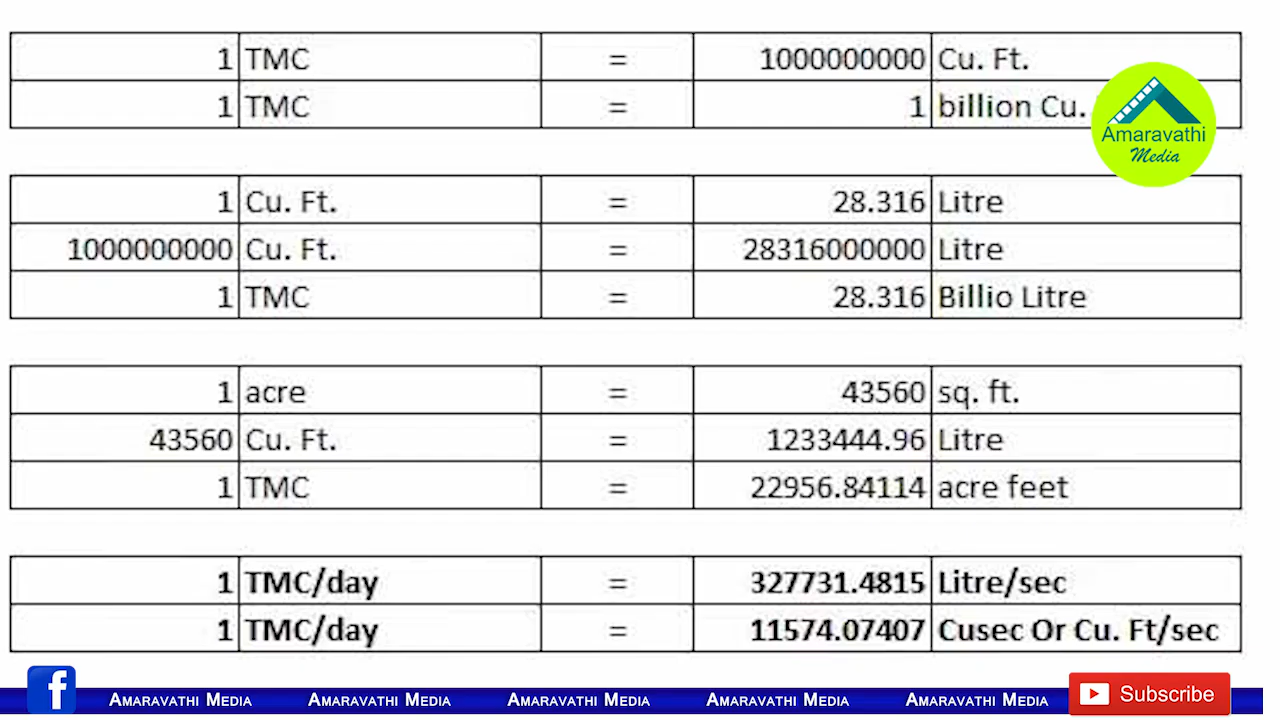 1 TMC = 1000000000 Cu. Ft.
1 TMC = 1 billion Cu.
Amaravathi
Media
1 Cu. Ft. = 28.316 Litre
1000000000 Cu. Ft. = 28316000000 Litre
1 TMC = 28.316 Billio Litre
1 acre = 43560 sq. ft.
43560 Cu. Ft. = 1233444.96 Litre
1 TMC = 22956.84114 acre feet
1 TMC/day = 327731.4815 Litre/sec
1 TMC/day = 11574.07407 Cusec Or Cu. Ft/sec
f Amaravathi Media Amaravathi Media Amaravathi Media Amaravathi Media Amaravathi Media Subscribe